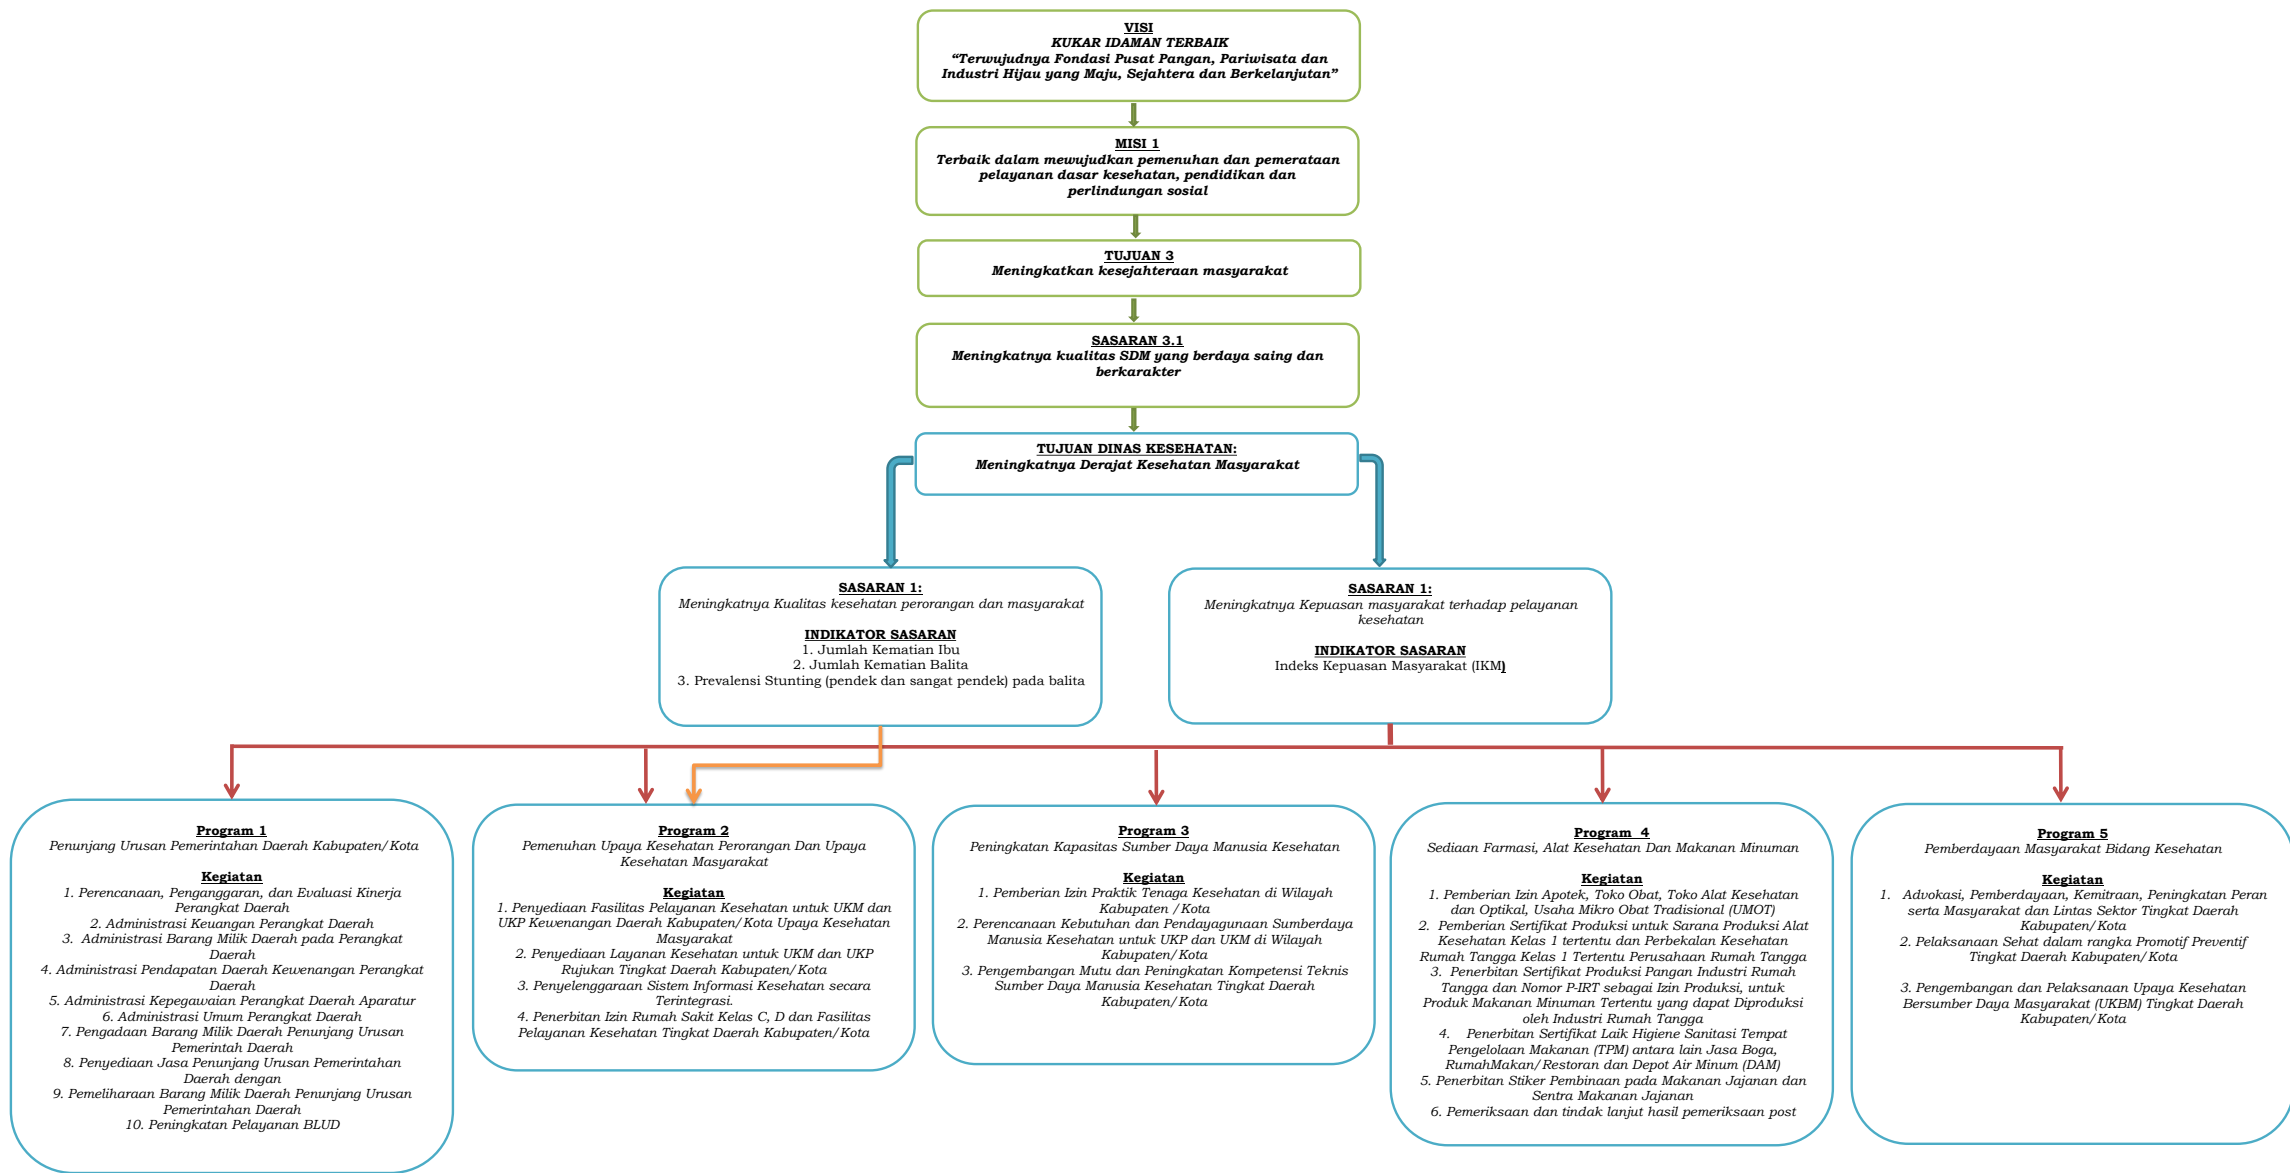 VISI
KUKAR IDAMAN TERBAIK
“Terwujudnya Fondasi Pusat Pangan, Pariwisata dan
Industri Hijau yang Maju, Sejahtera dan Berkelanjutan”
MISI 1
Terbaik dalam mewujudkan pemenuhan dan pemerataan
pelayanan dasar kesehatan, pendidikan dan
perlindungan sosial
TUJUAN 3
Meningkatkan kesejahteraan masyarakat
SASARAN 3.1
Meningkatnya kualitas SDM yang berdaya saing dan
berkarakter
TUJUAN DINAS KESEHATAN:
Meningkatnya Derajat Kesehatan Masyarakat
SASARAN 1:
Meningkatnya Kualitas kesehatan perorangan dan masyarakat
INDIKATOR SASARAN
1. Jumlah Kematian Ibu
2. Jumlah Kematian Balita
3. Prevalensi Stunting (pendek dan sangat pendek) pada balita
SASARAN 1:
Meningkatnya Kepuasan masyarakat terhadap pelayanan
kesehatan
INDIKATOR SASARAN
Indeks Kepuasan Masyarakat (IKM)
Program 1
Penunjang Urusan Pemerintahan Daerah Kabupaten/Kota
Kegiatan
1. Perencanaan, Penganggaran, dan Evaluasi Kinerja
Perangkat Daerah
2. Administrasi Keuangan Perangkat Daerah
3. Administrasi Barang Milik Daerah pada Perangkat
Daerah
4. Administrasi Pendapatan Daerah Kewenangan Perangkat
Daerah
5. Administrasi Kepegawaian Perangkat Daerah Aparatur
6. Administrasi Umum Perangkat Daerah
7. Pengadaan Barang Milik Daerah Penunjang Urusan
Pemerintah Daerah
8. Penyediaan Jasa Penunjang Urusan Pemerintahan
Daerah dengan
9. Pemeliharaan Barang Milik Daerah Penunjang Urusan
Pemerintahan Daerah
10. Peningkatan Pelayanan BLUD
Program 2
Pemenuhan Upaya Kesehatan Perorangan Dan Upaya
Kesehatan Masyarakat
Kegiatan
1. Penyediaan Fasilitas Pelayanan Kesehatan untuk UKM dan
UKP Kewenangan Daerah Kabupaten/Kota Upaya Kesehatan
Masyarakat
2. Penyediaan Layanan Kesehatan untuk UKM dan UKP
Rujukan Tingkat Daerah Kabupaten/Kota
3. Penyelenggaraan Sistem Informasi Kesehatan secara
Terintegrasi.
4. Penerbitan Izin Rumah Sakit Kelas C, D dan Fasilitas
Pelayanan Kesehatan Tingkat Daerah Kabupaten/Kota
Program 3
Peningkatan Kapasitas Sumber Daya Manusia Kesehatan
Kegiatan
1. Pemberian Izin Praktik Tenaga Kesehatan di Wilayah
Kabupaten /Kota
2. Perencanaan Kebutuhan dan Pendayagunaan Sumberdaya
Manusia Kesehatan untuk UKP dan UKM di Wilayah
Kabupaten/Kota
3. Pengembangan Mutu dan Peningkatan Kompetensi Teknis
Sumber Daya Manusia Kesehatan Tingkat Daerah
Kabupaten/Kota
Program 4
Sediaan Farmasi, Alat Kesehatan Dan Makanan Minuman
Kegiatan
1. Pemberian Izin Apotek, Toko Obat, Toko Alat Kesehatan
dan Optikal, Usaha Mikro Obat Tradisional (UMOT)
2. Pemberian Sertifikat Produksi untuk Sarana Produksi Alat
Kesehatan Kelas 1 tertentu dan Perbekalan Kesehatan
Rumah Tangga Kelas 1 Tertentu Perusahaan Rumah Tangga
3. Penerbitan Sertifikat Produksi Pangan Industri Rumah
Tangga dan Nomor P-IRT sebagai Izin Produksi, untuk
Produk Makanan Minuman Tertentu yang dapat Diproduksi
oleh Industri Rumah Tangga
4. Penerbitan Sertifikat Laik Higiene Sanitasi Tempat
Pengelolaan Makanan (TPM) antara lain Jasa Boga,
RumahMakan/Restoran dan Depot Air Minum (DAM)
5. Penerbitan Stiker Pembinaan pada Makanan Jajanan dan
Sentra Makanan Jajanan
6. Pemeriksaan dan tindak lanjut hasil pemeriksaan post
Program 5
Pemberdayaan Masyarakat Bidang Kesehatan
Kegiatan
1. Advokasi, Pemberdayaan, Kemitraan, Peningkatan Peran
serta Masyarakat dan Lintas Sektor Tingkat Daerah
Kabupaten/Kota
2. Pelaksanaan Sehat dalam rangka Promotif Preventif
Tingkat Daerah Kabupaten/Kota
3. Pengembangan dan Pelaksanaan Upaya Kesehatan
Bersumber Daya Masyarakat (UKBM) Tingkat Daerah
Kabupaten/Kota